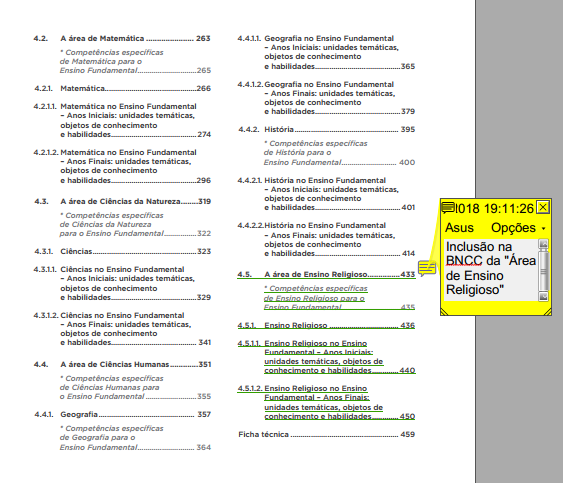 4.2. A área de Matemática ..................... 263
* Competências específicas
de Matemática para o
Ensino Fundamental..........................265
4.2.1. Matemática....................................266
4.2.1.1. Matemática no Ensino Fundamental
– Anos Iniciais: unidades temáticas,
objetos de conhecimento
e habilidades..................................... 274
4.2.1.2. Matemática no Ensino Fundamental
– Anos Finais: unidades temáticas,
objetos de conhecimento
e habilidades.....................................296
4.3. A área de Ciências da Natureza.......319
* Competências específicas
de Ciências da Natureza
para o Ensino Fundamental............. 322
4.3.1. Ciências........................................... 323
4.3.1.1. Ciências no Ensino Fundamental
– Anos Iniciais: unidades temáticas,
objetos de conhecimento
e habilidades..................................... 329
4.3.1.2. Ciências no Ensino Fundamental
– Anos Finais: unidades temáticas,
objetos de conhecimento
e habilidades..................................... 341
4.4. A área de Ciências Humanas............351
* Competências específicas
de Ciências Humanas para
o Ensino Fundamental ..................... 355
4.4.1. Geografia........................................ 357
* Competências específicas
de Geografia para o
Ensino Fundamental......................... 364
4.4.1.1. Geografia no Ensino Fundamental
– Anos Iniciais: unidades temáticas,
objetos de conhecimento
e habilidades.....................................365
4.4.1.2. Geografia no Ensino Fundamental
– Anos Finais: unidades temáticas,
objetos de conhecimento
e habilidades..................................... 379
4.4.2. História............................................ 395
* Competências específicas
de História para o
Ensino Fundamental....................... 400
4.4.2.1. História no Ensino Fundamental
– Anos Iniciais: unidades temáticas,
objetos de conhecimento
e habilidades..................................... 401
4.4.2.2. História no Ensino Fundamental
– Anos Finais: unidades temáticas,
objetos de conhecimento
e habilidades..................................... 414
4.5. A área de Ensino Religioso..............433
* Competências específicas
de Ensino Religioso para o
Ensino Fundamental......................... 435
4.5.1. Ensino Religioso ............................. 436
4.5.1.1. Ensino Religioso no Ensino
Fundamental – Anos Iniciais:
unidades temáticas, objetos de
conhecimento e habilidades...........440
4.5.1.2. Ensino Religioso no Ensino
Fundamental – Anos Finais:
unidades temáticas, objetos de
conhecimento e habilidades...........450
Ficha técnica .............................................. 459
018 19:11:26
Asus Opções
Inclusão na
BNCC da "Área
de Ensino
Religioso"